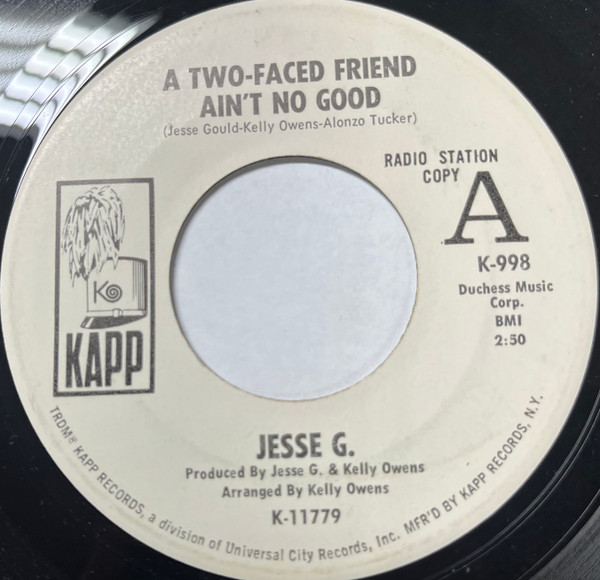 A TWO-FACED FRIEND
AIN'T NO GOOD
(Jesse Gould-Kelly Owens-Alonzo Tucker)
RADIO STATION
COPY
A
K-998
Duchess Music
Corp.
BMI
2:50
K
KAPP
JESSE G.
Produced By Jesse G. & Kelly Owens
Arranged By Kelly Owens
K-11779
TRDM® KAPP RECORDS, a division of Universal City Records, Inc. MFR'D BY KAPP RECORDS, N.Y.